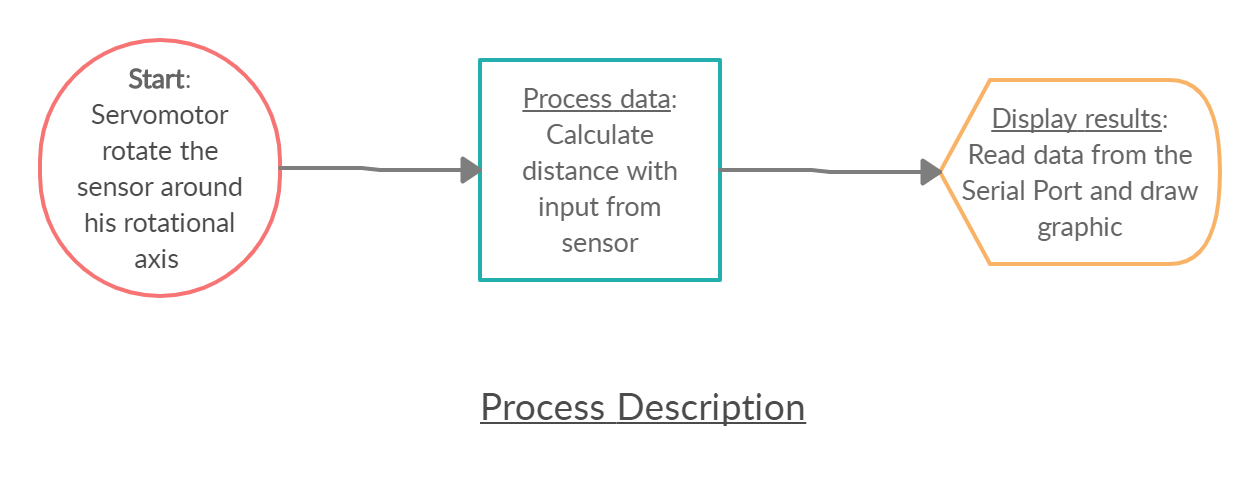 Start:
Servomotor
rotate the
sensor around
his rotational
axis
Process data:
Calculate
distance with
input from
sensor
Display results:
Read data from the
Serial Port and draw
graphic
Process Description